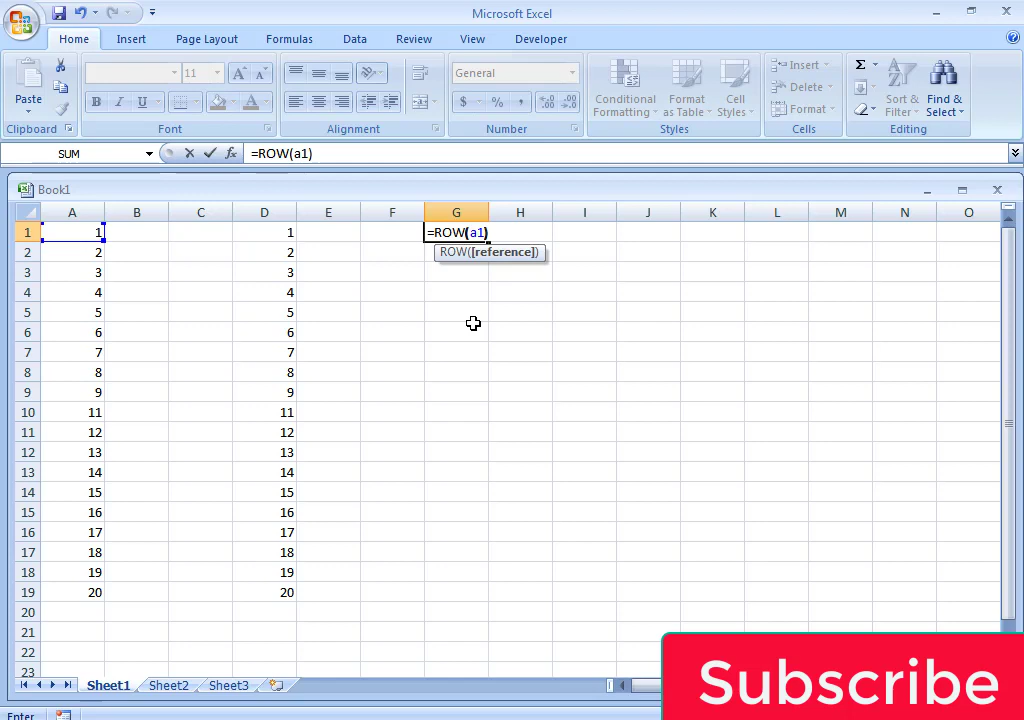 Microsoft Excel
Home Insert Page Layout Formulas Data Review View Developer
Paste
11 A A
B I U A
General
$ % , .00 .0
Conditional Formatting
Format as Table
Cell Styles
Insert
Delete
Format
Σ
Sort & Filter
Find & Select
Clipboard Font Alignment Number Styles Cells Editing
SUM fx =ROW(a1)
Book1
A B C D E F G H I J K L M N O
1 1 1 =ROW(a1)
2 2 2 ROW([reference])
3 3 3
4 4 4
5 5 5
6 6 6
7 7 7
8 8 8
9 9 9
10 11 11
11 12 12
12 13 13
13 14 14
14 15 15
15 16 16
16 17 17
17 18 18
18 19 19
19 20 20
20
21
22
23
Sheet1 Sheet2 Sheet3
Enter
Subscribe